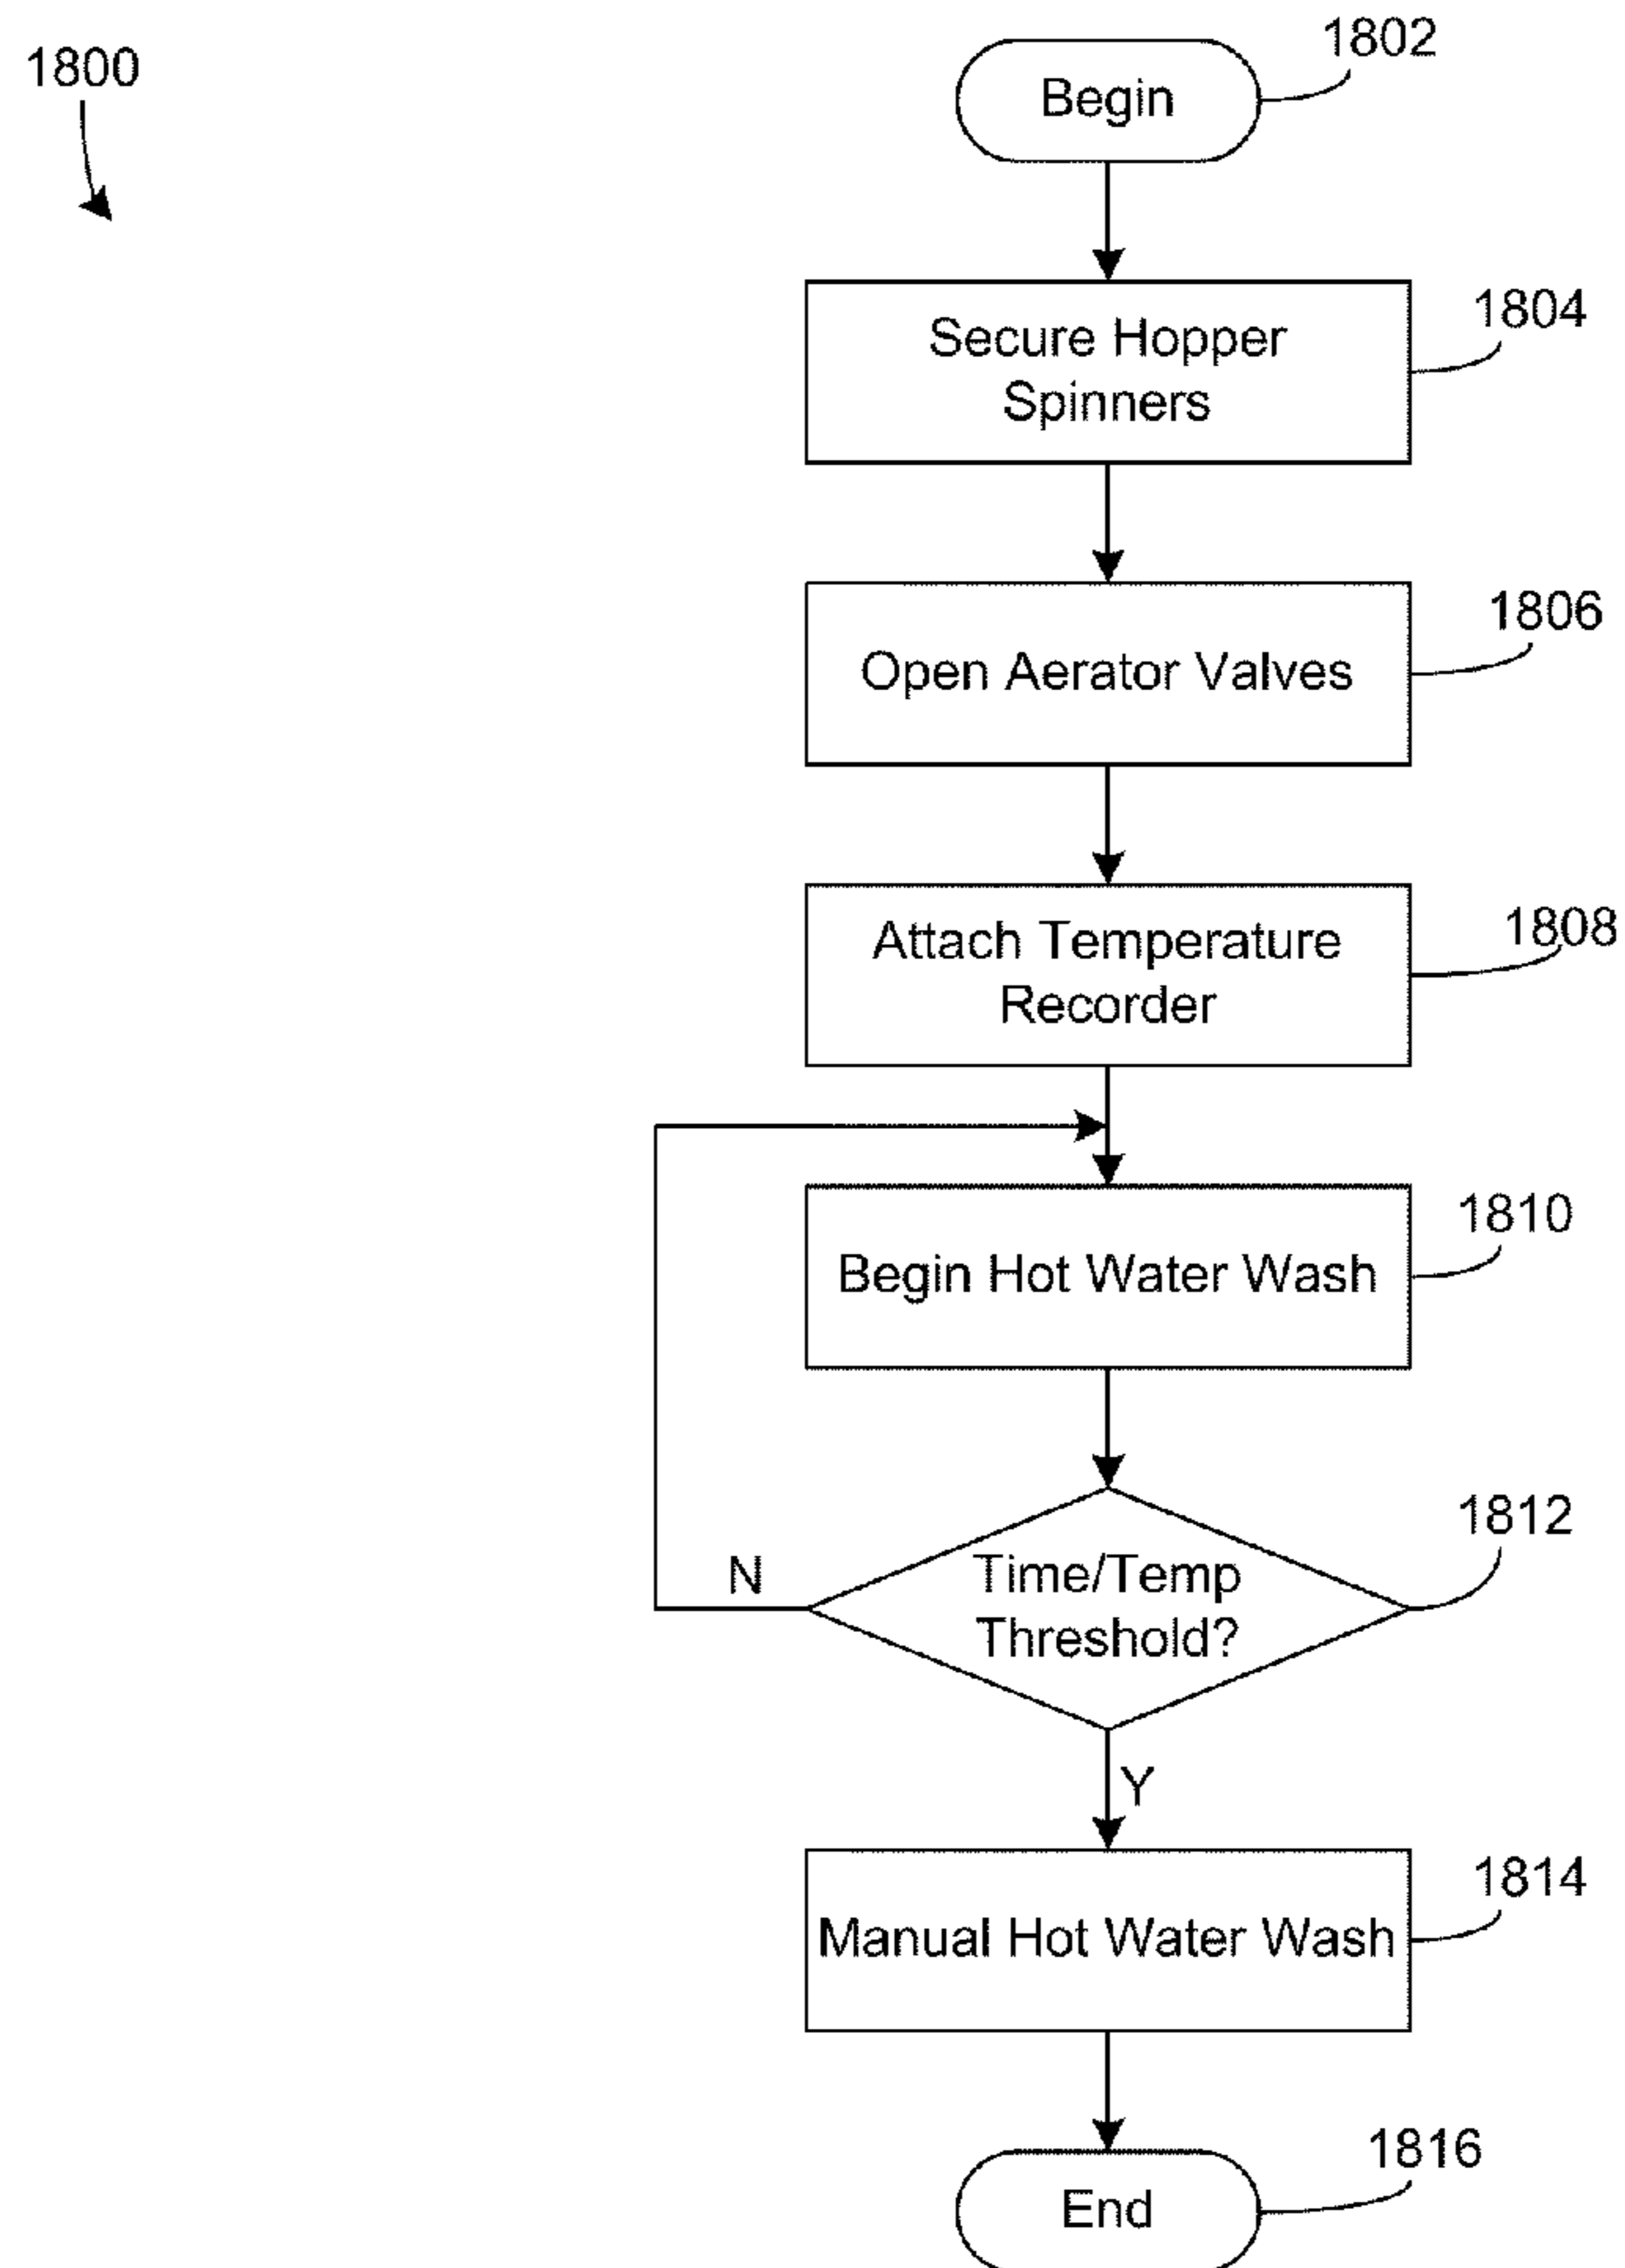 1800
1802
Begin
1804
Secure Hopper
Spinners
1806
Open Aerator Valves
1808
Attach Temperature
Recorder
1810
Begin Hot Water Wash
1812
N
Time/Temp
Threshold?
Y
1814
Manual Hot Water Wash
1816
End